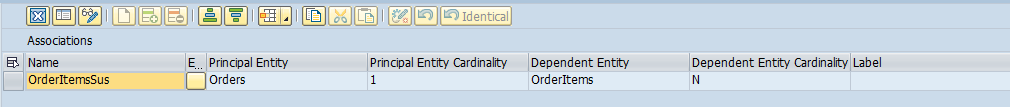 Identical
Associations
Name E... Principal Entity Principal Entity Cardinality Dependent Entity Dependent Entity Cardinality Label
OrderItemsSus Orders 1 OrderItems N